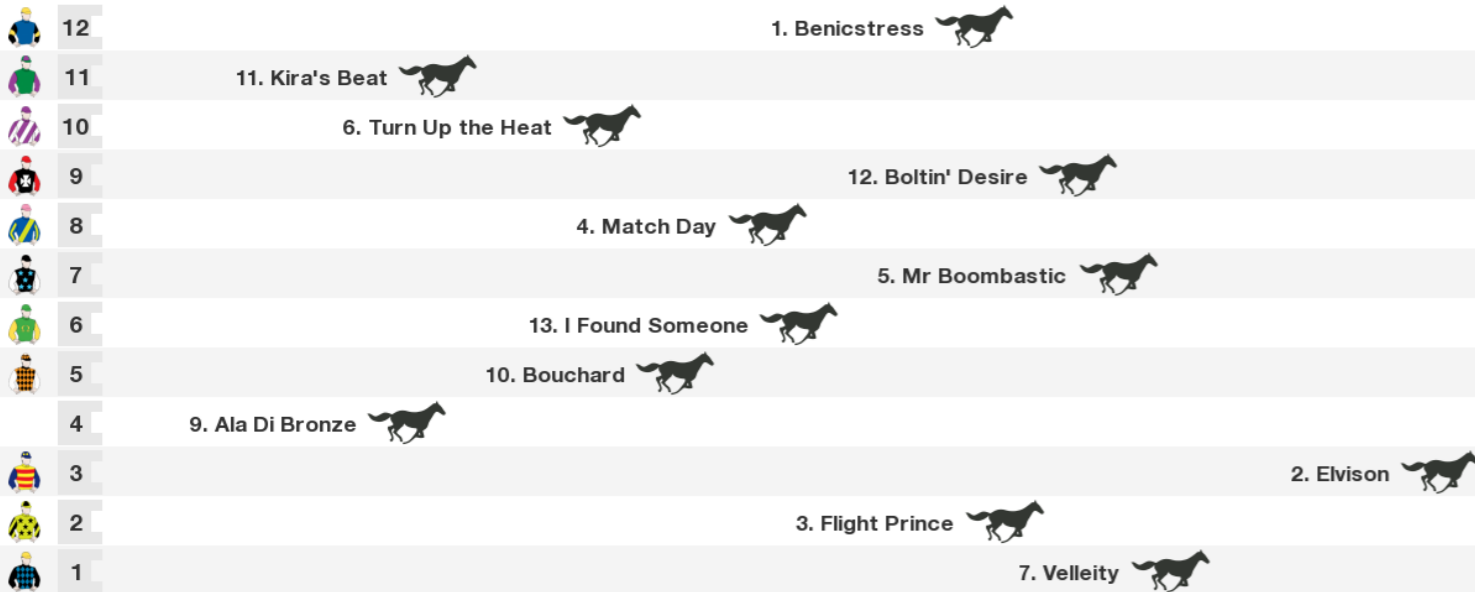 12 1. Benicstress
11 11. Kira's Beat
10 6. Turn Up the Heat
9 12. Boltin' Desire
8 4. Match Day
7 5. Mr Boombastic
6 13. I Found Someone
5 10. Bouchard
4 9. Ala Di Bronze
3 2. Elvison
2 3. Flight Prince
1 7. Velleity